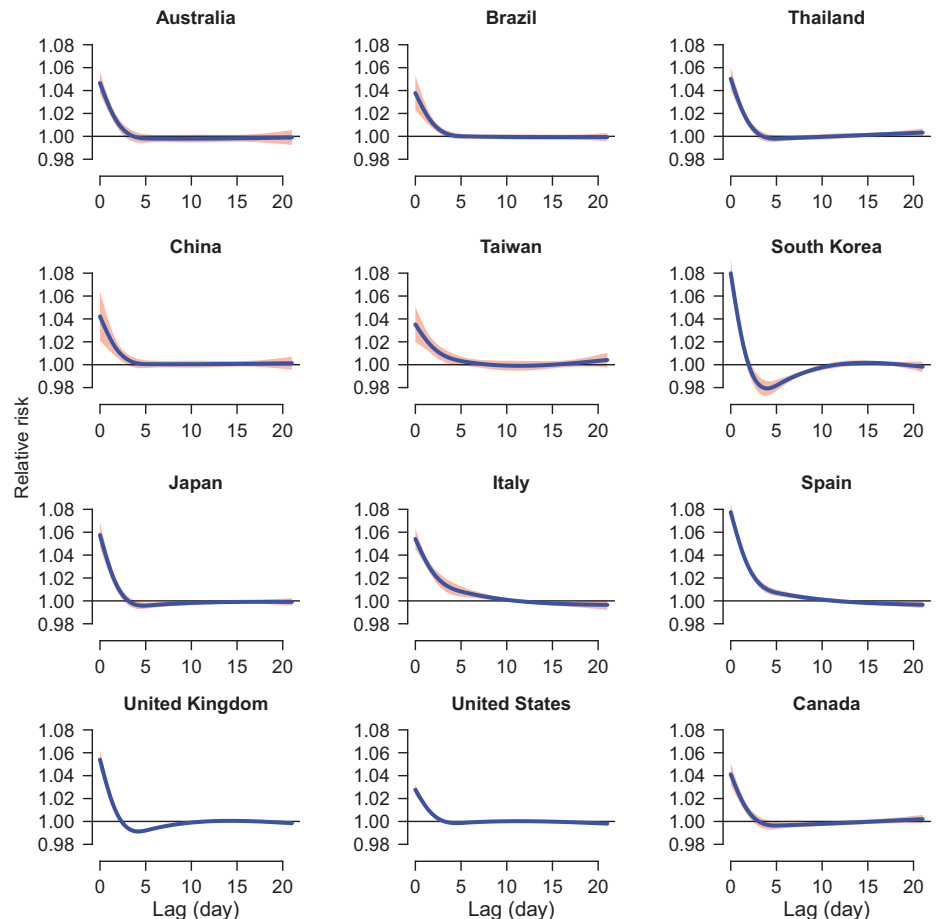 Australia Brazil Thailand
1.08 1.08 1.08
1.06 1.06 1.06
1.04 1.04 1.04
1.02 1.02 1.02
1.00 1.00 1.00
0.98 0.98 0.98
0 5 10 15 20 0 5 10 15 20 0 5 10 15 20
China Taiwan South Korea
1.08 1.08 1.08
1.06 1.06 1.06
1.04 1.04 1.04
1.02 1.02 1.02
1.00 1.00 1.00
0.98 0.98 0.98
0 5 10 15 20 0 5 10 15 20 0 5 10 15 20
Relative risk
Japan Italy Spain
1.08 1.08 1.08
1.06 1.06 1.06
1.04 1.04 1.04
1.02 1.02 1.02
1.00 1.00 1.00
0.98 0.98 0.98
0 5 10 15 20 0 5 10 15 20 0 5 10 15 20
United Kingdom United States Canada
1.08 1.08 1.08
1.06 1.06 1.06
1.04 1.04 1.04
1.02 1.02 1.02
1.00 1.00 1.00
0.98 0.98 0.98
0 5 10 15 20 0 5 10 15 20 0 5 10 15 20
Lag (day) Lag (day) Lag (day)